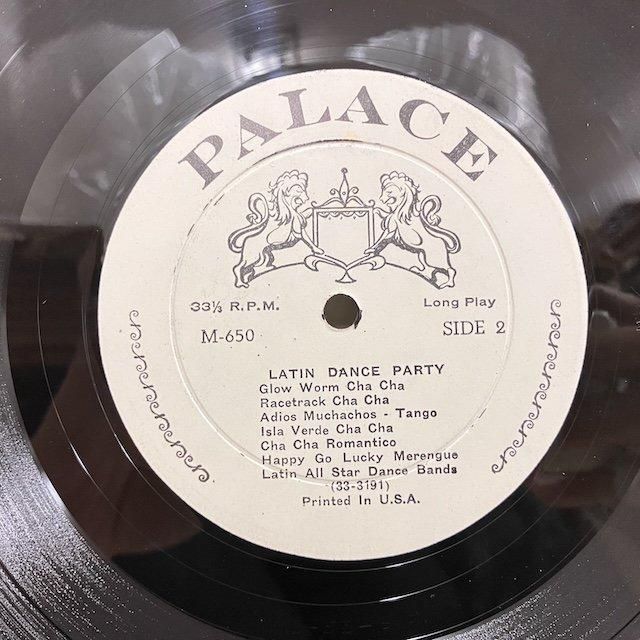 PALACE
33⅓ R.P.M. Long Play
M-650 SIDE 2
LATIN DANCE PARTY
Glow Worm Cha Cha
Racetrack Cha Cha
Adios Muchachos - Tango
Isla Verde Cha Cha
Cha Cha Romantico
Happy Go Lucky Merengue
Latin All Star Dance Bands
(33-3191)
Printed In U.S.A.